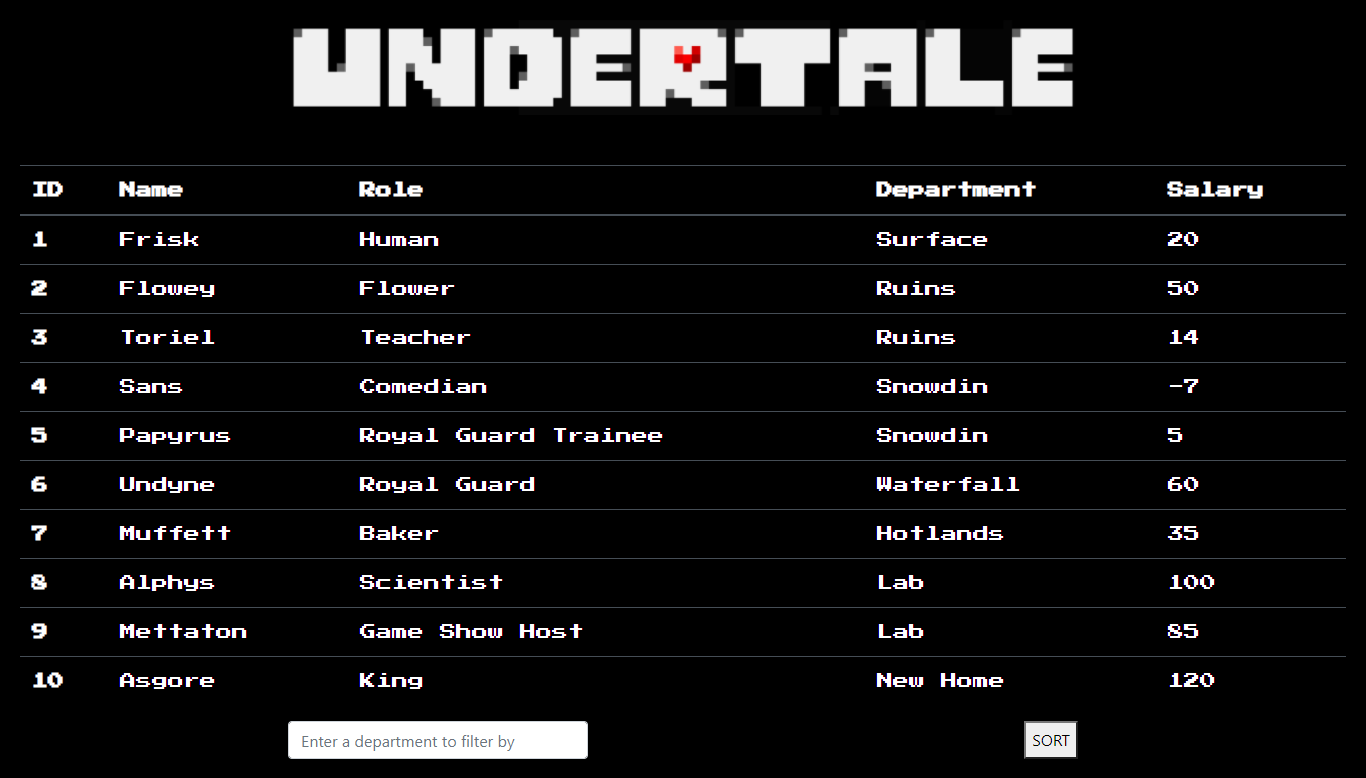 UNDERTALE
ID Name Role Department Salary
1 Frisk Human Surface 20
2 Flowey Flower Ruins 50
3 Toriel Teacher Ruins 14
4 Sans Comedian Snowdin -7
5 Papyrus Royal Guard Trainee Snowdin 5
6 Undyne Royal Guard Waterfall 60
7 Muffett Baker Hotlands 35
8 Alphys Scientist Lab 100
9 Mettaton Game Show Host Lab 85
10 Asgore King New Home 120
Enter a department to filter by SORT